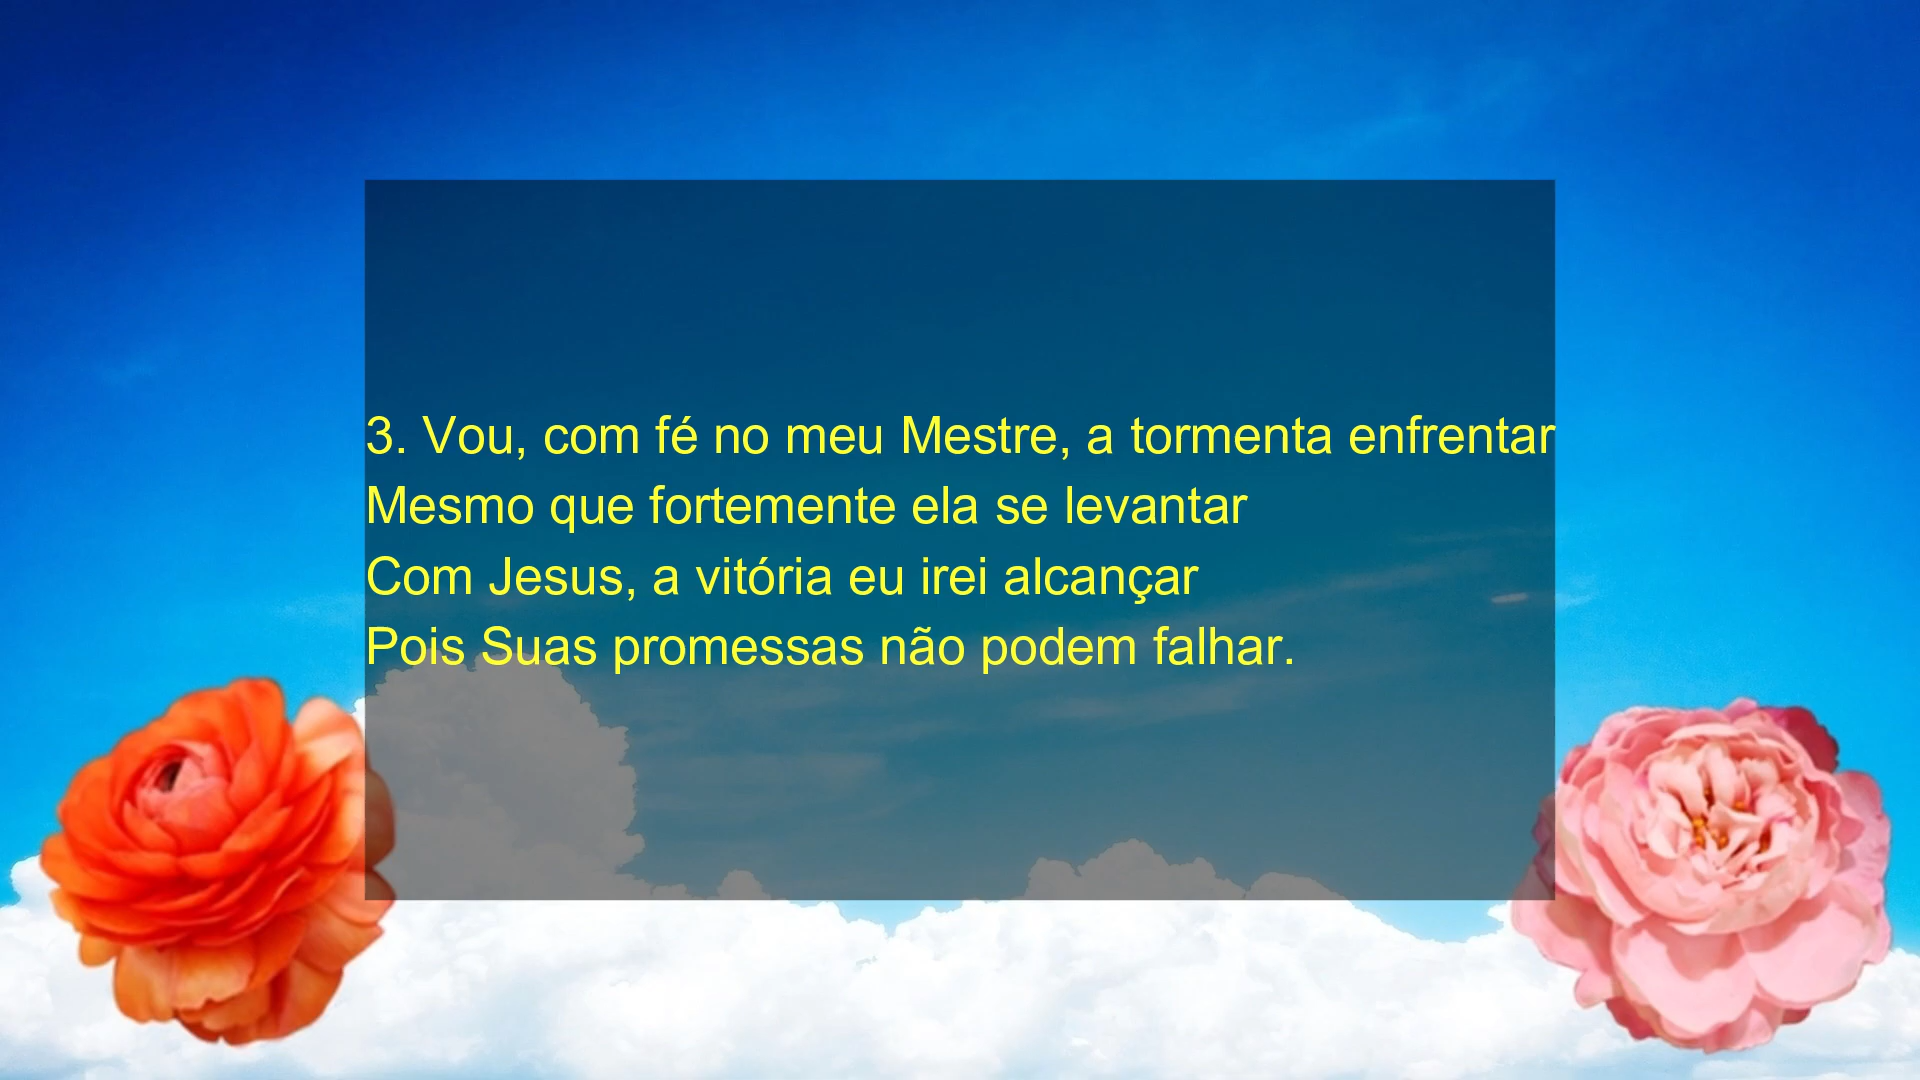 3. Vou, com fé no meu Mestre, a tormenta enfrentar
Mesmo que fortemente ela se levantar
Com Jesus, a vitória eu irei alcançar
Pois Suas promessas não podem falhar.